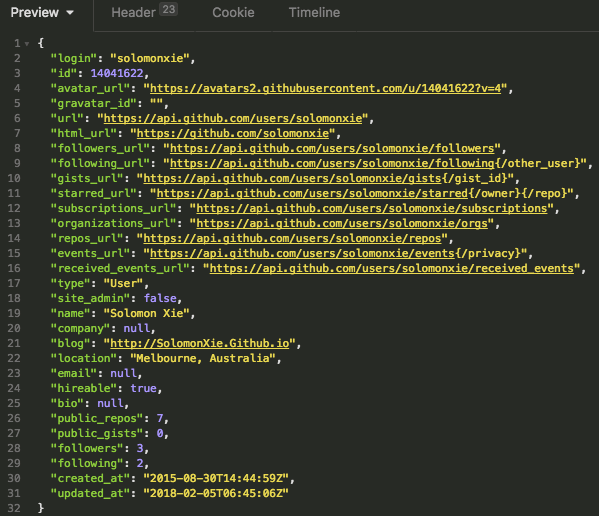 Preview Header 23 Cookie Timeline
1 {
2 "login": "solomonxie",
3 "id": 14041622,
4 "avatar_url": "https://avatars2.githubusercontent.com/u/14041622?v=4",
5 "gravatar_id": "",
6 "url": "https://api.github.com/users/solomonxie",
7 "html_url": "https://github.com/solomonxie",
8 "followers_url": "https://api.github.com/users/solomonxie/followers",
9 "following_url": "https://api.github.com/users/solomonxie/following{/other_user}",
10 "gists_url": "https://api.github.com/users/solomonxie/gists{/gist_id}",
11 "starred_url": "https://api.github.com/users/solomonxie/starred{/owner}{/repo}",
12 "subscriptions_url": "https://api.github.com/users/solomonxie/subscriptions",
13 "organizations_url": "https://api.github.com/users/solomonxie/orgs",
14 "repos_url": "https://api.github.com/users/solomonxie/repos",
15 "events_url": "https://api.github.com/users/solomonxie/events{/privacy}",
16 "received_events_url": "https://api.github.com/users/solomonxie/received_events",
17 "type": "User",
18 "site_admin": false,
19 "name": "Solomon Xie",
20 "company": null,
21 "blog": "http://SolomonXie.Github.io",
22 "location": "Melbourne, Australia",
23 "email": null,
24 "hireable": true,
25 "bio": null,
26 "public_repos": 7,
27 "public_gists": 0,
28 "followers": 3,
29 "following": 2,
30 "created_at": "2015-08-30T14:44:59Z",
31 "updated_at": "2018-02-05T06:45:06Z"
32 }